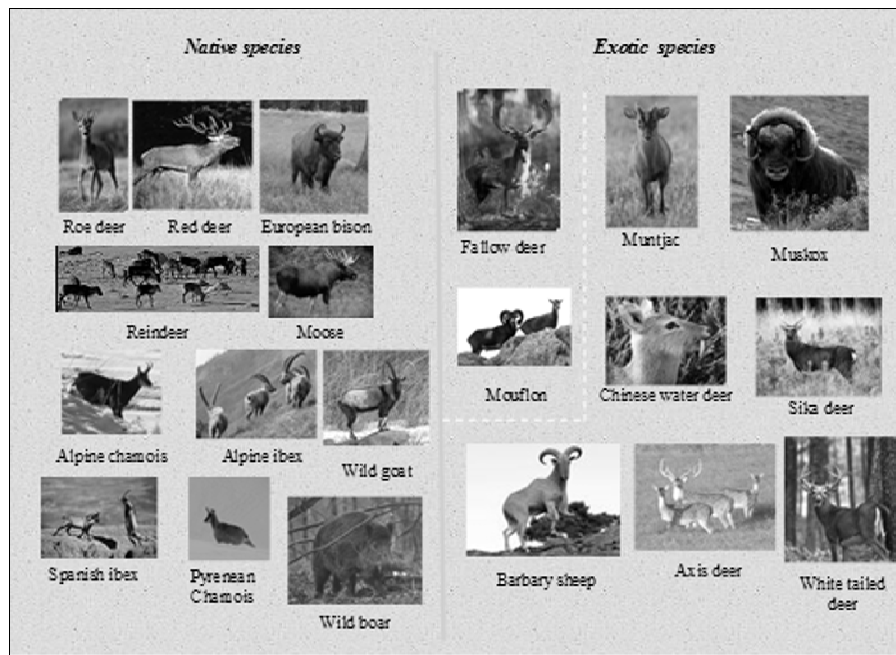 Native species
Exotic species
Roe deer
Red deer
European bison
Fallow deer
Muntjac
Muskox
Reindeer
Moose
Mouflon
Chinese water deer
Sika deer
Alpine chamois
Alpine ibex
Wild goat
Spanish ibex
Pyrenean
Chamois
Wild boar
Barbary sheep
Axis deer
White tailed
deer